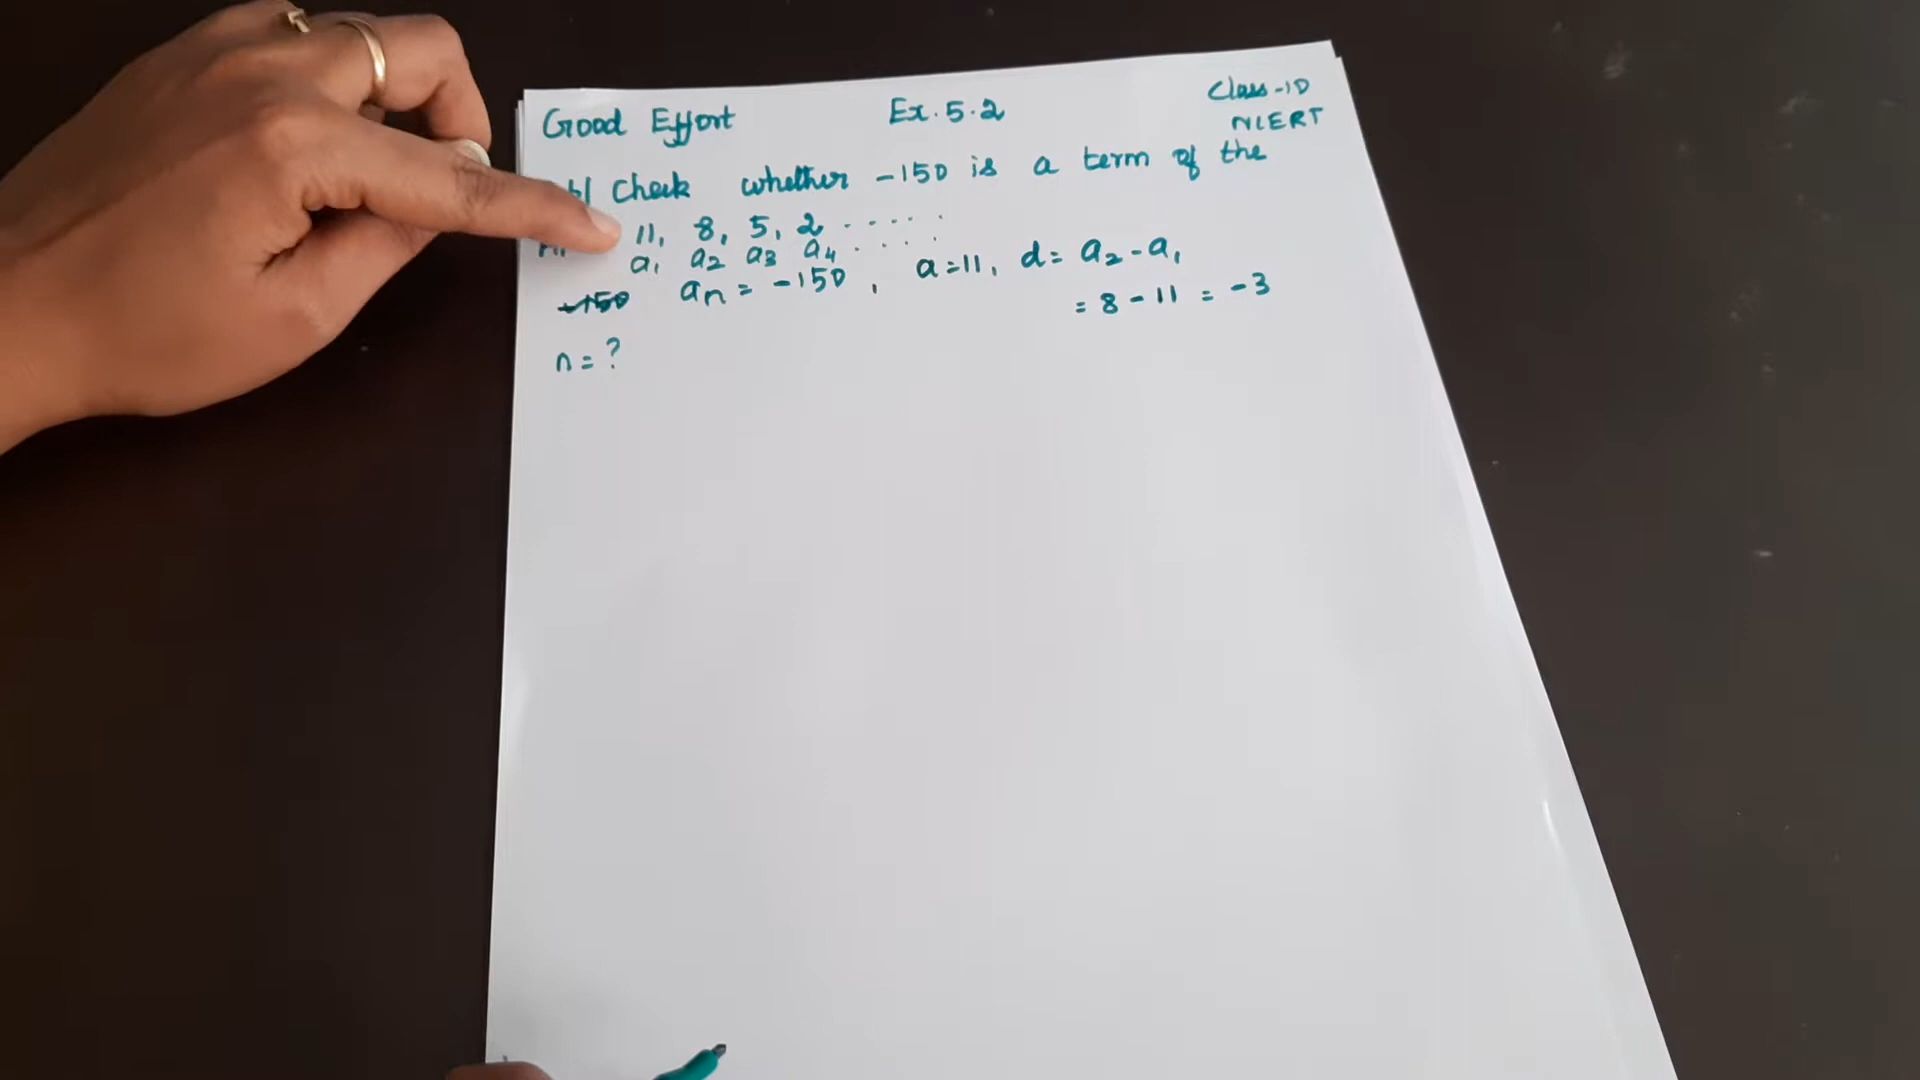 Good Effort Ex. 5.2 Class-10
NCERT
Check whether -150 is a term of the
11, 8, 5, 2 ......
a1 a2 a3 a4 ......
-150 an = -150, a=11, d= a2-a1
= 8-11 = -3
n= ?